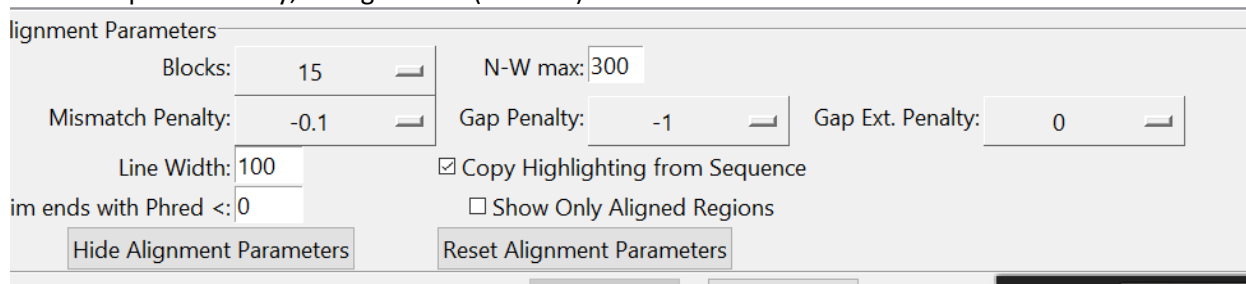 lignment Parameters
Blocks: 15 N-W max: 300
Mismatch Penalty: -0.1 Gap Penalty: -1 Gap Ext. Penalty: 0
Line Width: 100 Copy Highlighting from Sequence
im ends with Phred <: 0 Show Only Aligned Regions
Hide Alignment Parameters Reset Alignment Parameters